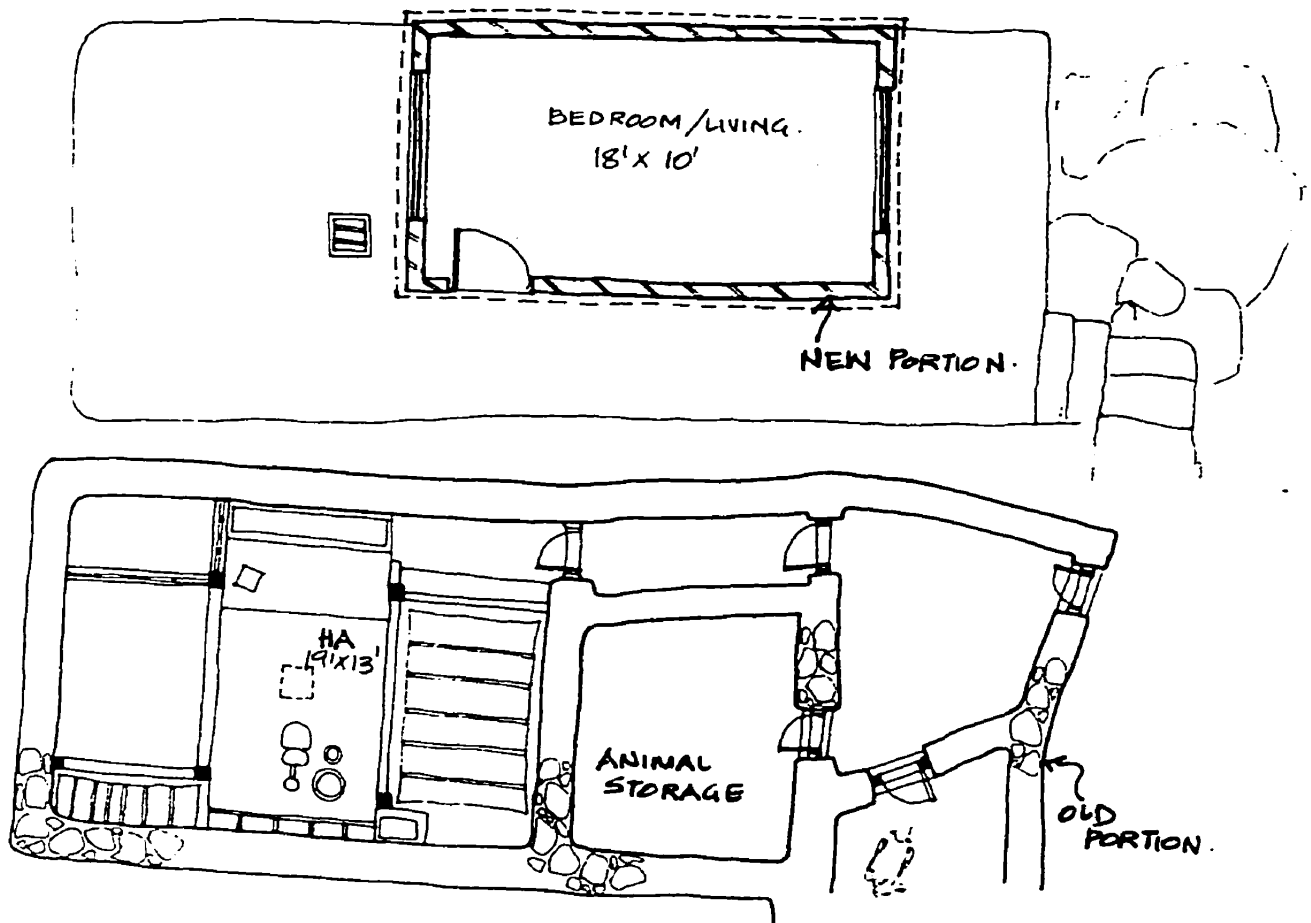 BEDROOM/LIVING.
18' X 10'
NEW PORTION.
HA
19'X13'
ANIMAL
STORAGE
OLD
PORTION.